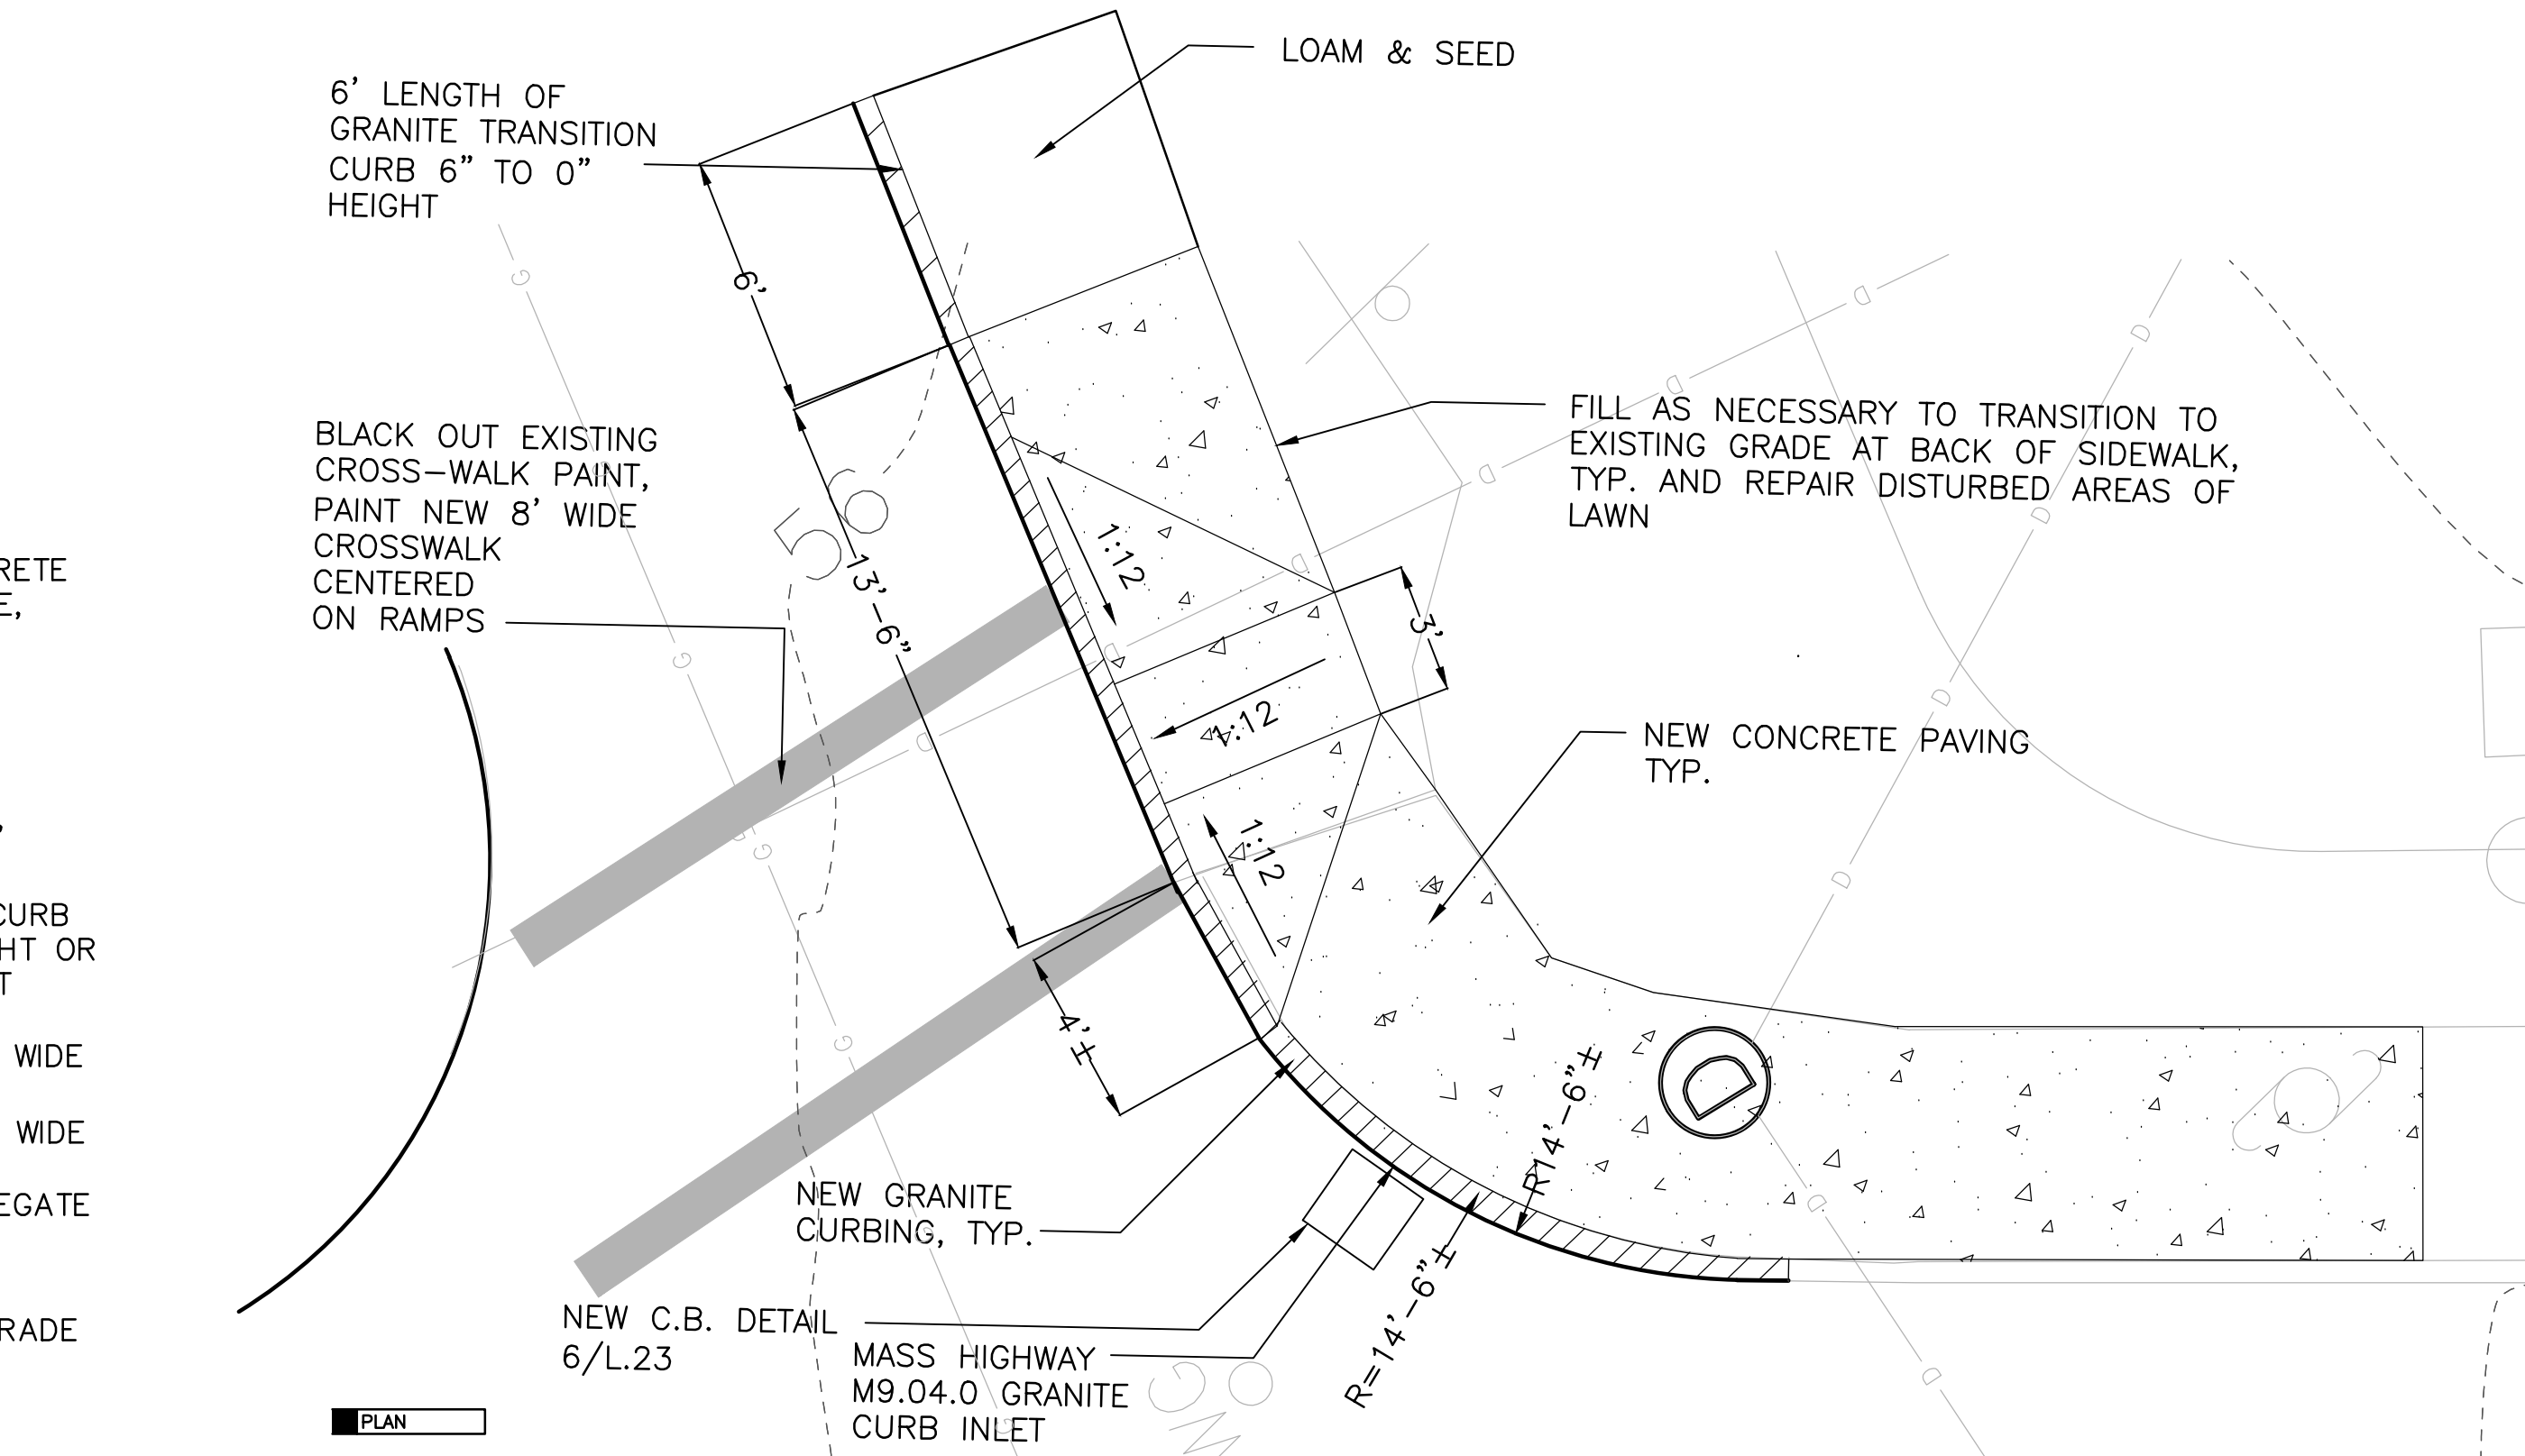 LOAM & SEED
6’ LENGTH OF
GRANITE TRANSITION
CURB 6” TO 0”
HEIGHT
6’
BLACK OUT EXISTING
CROSS–WALK PAINT,
PAINT NEW 8’ WIDE
CROSSWALK
CENTERED
ON RAMPS
56
13’–6”
1:12
3’
1:12
1:12
FILL AS NECESSARY TO TRANSITION TO
EXISTING GRADE AT BACK OF SIDEWALK,
TYP. AND REPAIR DISTURBED AREAS OF
LAWN
NEW CONCRETE PAVING
TYP.
4’±
R14’–6”±
R=14’–6”±
NEW GRANITE
CURBING, TYP.
NEW C.B. DETAIL
6/L.23
MASS HIGHWAY
M9.04.0 GRANITE
CURB INLET
PLAN
RETE
E,
CURB
HT OR
T
WIDE
WIDE
EGATE
RADE
G
G
G
G
G
G
G
G
D
D
D
D
D
D
D
D
D
D
D
D
D